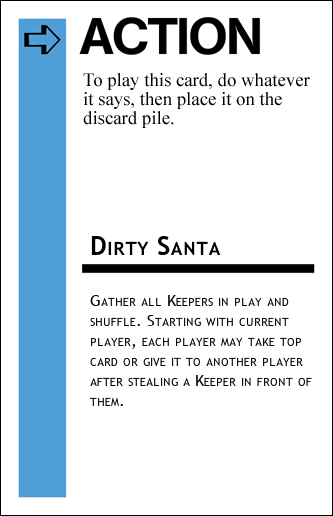 ACTION
To play this card, do whatever
it says, then place it on the
discard pile.
Dirty Santa
Gather all Keepers in play and
shuffle. Starting with current
player, each player may take top
card or give it to another player
after stealing a Keeper in front of
them.